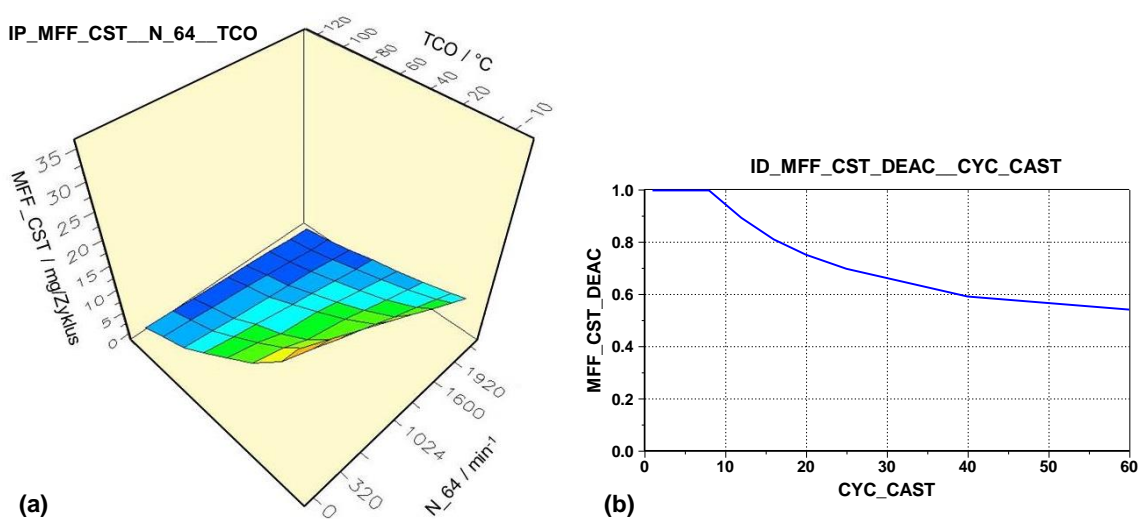 IP_MFF_CST__N_64__TCO
TCO / °C
120
100
80
60
40
20
-10
MFF_CST / mg/Zyklus
35
30
25
20
15
10
5
0
N_64 / min⁻¹
1920
1600
1024
320
0
(a)
ID_MFF_CST_DEAC__CYC_CAST
MFF_CST_DEAC
1.0
0.8
0.6
0.4
0.2
0.0
0 10 20 30 40 50 60
CYC_CAST
(b)